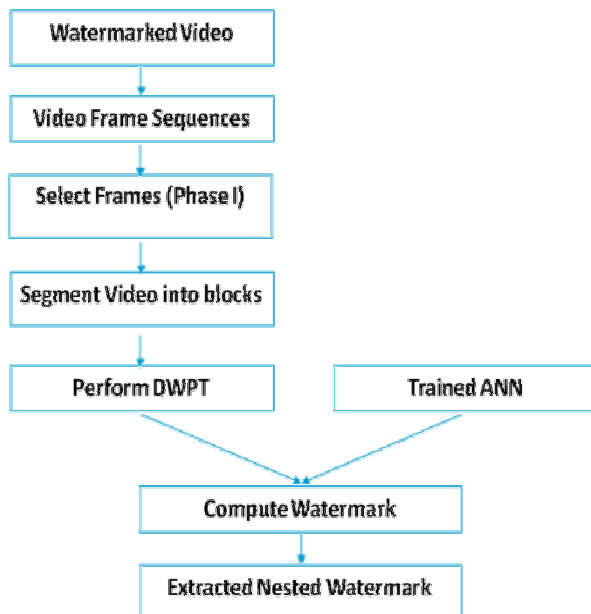 Watermarked Video
Video Frame Sequences
Select Frames (Phase I)
Segment Video into blocks
Perform DWPT
Trained ANN
Compute Watermark
Extracted Nested Watermark